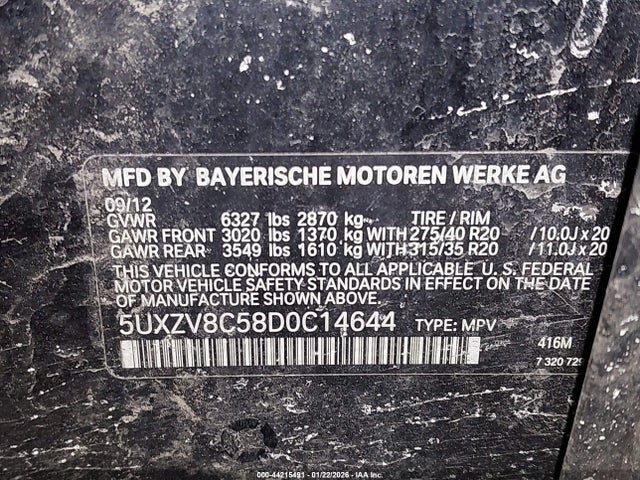 MFD BY BAYERISCHE MOTOREN WERKE AG
09/12
GVWR 6327 lbs 2870 kg TIRE / RIM
GAWR FRONT 3020 lbs 1370 kg WITH 275/40 R20 / 10.0J x 20
GAWR REAR 3549 lbs 1610 kg WITH 315/35 R20 / 11.0J x 20
THIS VEHICLE CONFORMS TO ALL APPLICABLE U. S. FEDERAL
MOTOR VEHICLE SAFETY STANDARDS IN EFFECT ON THE
DATE OF MANUFACTURE SHOWN ABOVE.
5UXZV8C58D0C14644 TYPE: MPV
416M
7 320 729
000-44215491 - 01/22/2026 - IAA Inc.